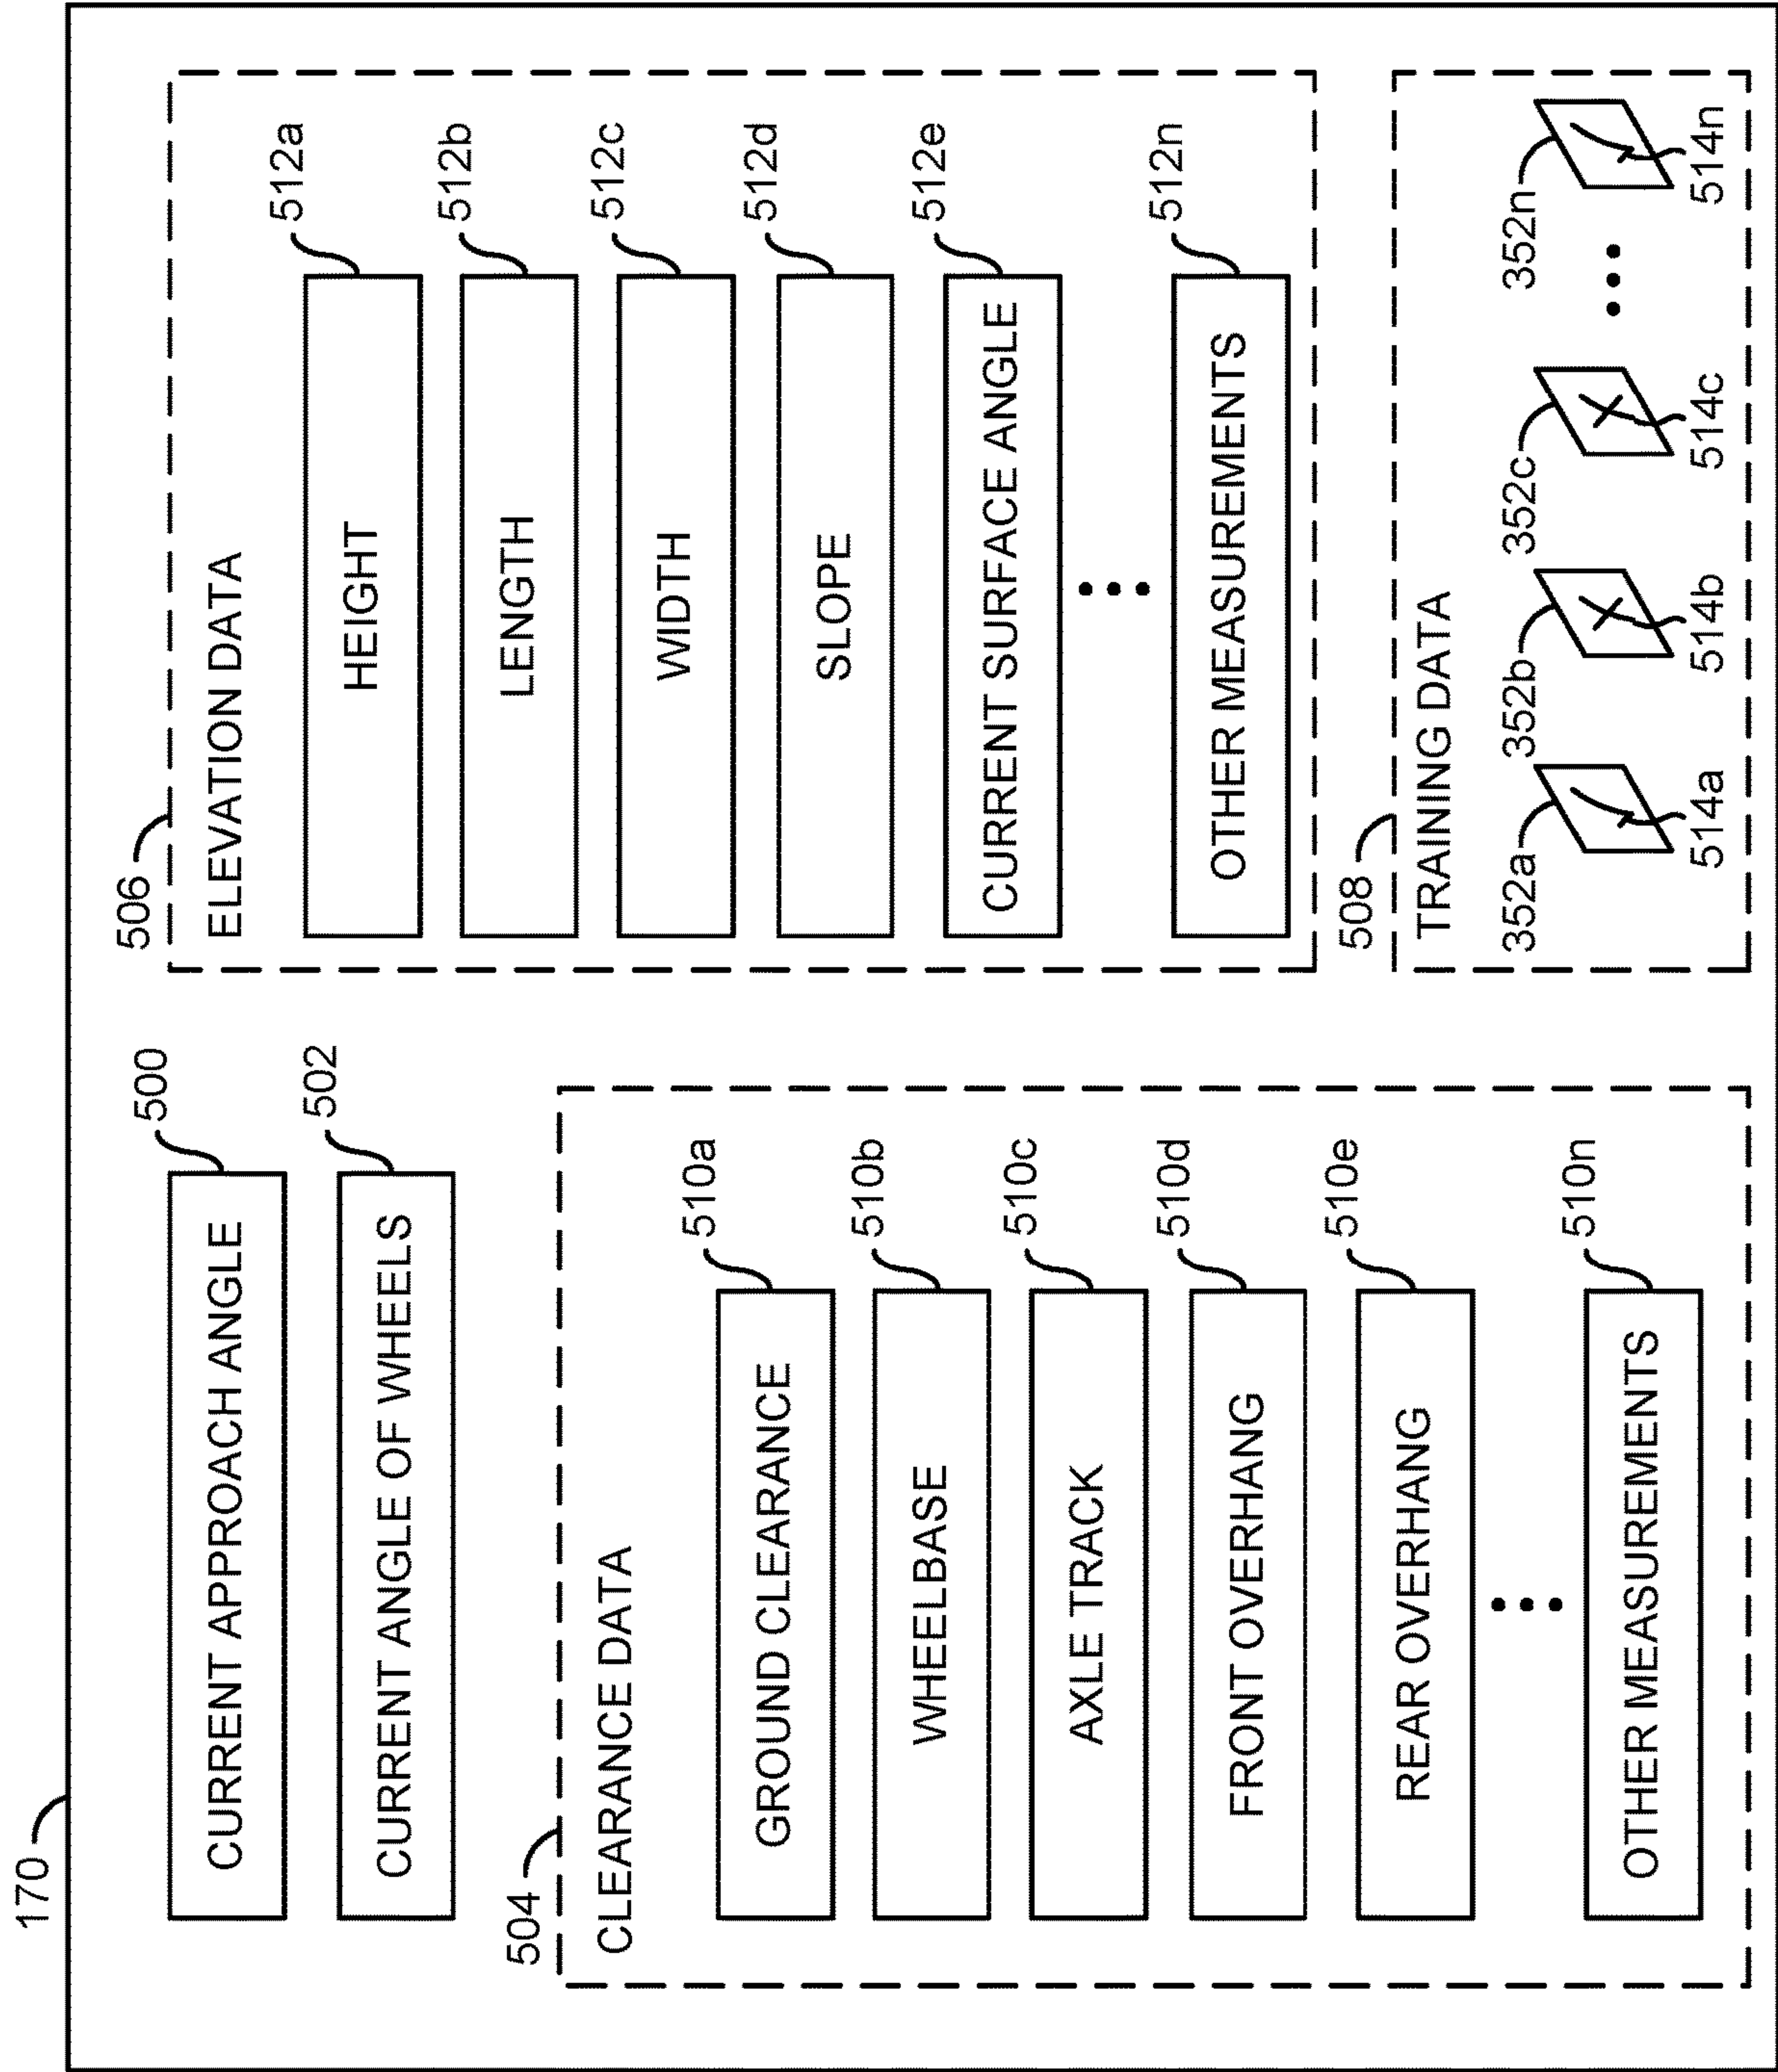 170
CURRENT APPROACH ANGLE
500
CURRENT ANGLE OF WHEELS
502
504
CLEARANCE DATA
GROUND CLEARANCE
510a
WHEELBASE
510b
AXLE TRACK
510c
FRONT OVERHANG
510d
REAR OVERHANG
510e
OTHER MEASUREMENTS
510n
506
ELEVATION DATA
HEIGHT
512a
LENGTH
512b
WIDTH
512c
SLOPE
512d
CURRENT SURFACE ANGLE
512e
OTHER MEASUREMENTS
512n
508
TRAINING DATA
352a
352b
352c
352n
514a
514b
514c
514n